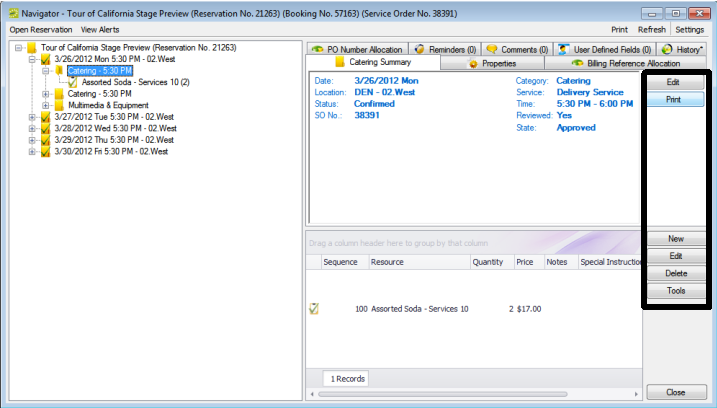 Navigator - Tour of California Stage Preview (Reservation No. 21263) (Booking No. 57163) (Service Order No. 38391)
Open Reservation View Alerts Print Refresh Settings
Tour of California Stage Preview (Reservation No. 21263)
3/26/2012 Mon 5:30 PM - 02.West
Catering - 5:30 PM
Assorted Soda - Services 10 (2)
Catering - 5:30 PM
Multimedia & Equipment
3/27/2012 Tue 5:30 PM - 02.West
3/28/2012 Wed 5:30 PM - 02.West
3/29/2012 Thu 5:30 PM - 02.West
3/30/2012 Fri 5:30 PM - 02.West
PO Number Allocation Reminders (0) Comments (0) User Defined Fields (0) History*
Catering Summary Properties Billing Reference Allocation
Date: 3/26/2012 Mon Category: Catering
Location: DEN - 02.West Service: Delivery Service
Status: Confirmed Time: 5:30 PM - 6:00 PM
SO No.: 38391 Reviewed: Yes
State: Approved
Edit
Print
Drag a column header here to group by that column
Sequence Resource Quantity Price Notes Special Instruction
100 Assorted Soda - Services 10 2 $17.00
1 Records
New
Edit
Delete
Tools
Close